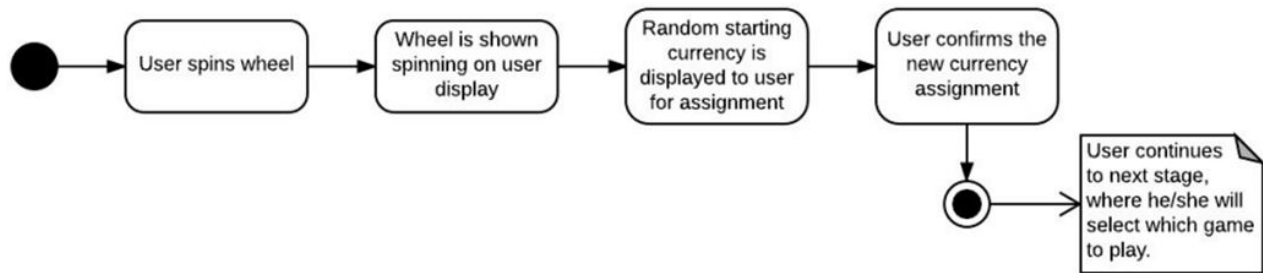 User spins wheel
Wheel is shown
spinning on user
display
Random starting
currency is
displayed to user
for assignment
User confirms the
new currency
assignment
User continues
to next stage,
where he/she will
select which game
to play.